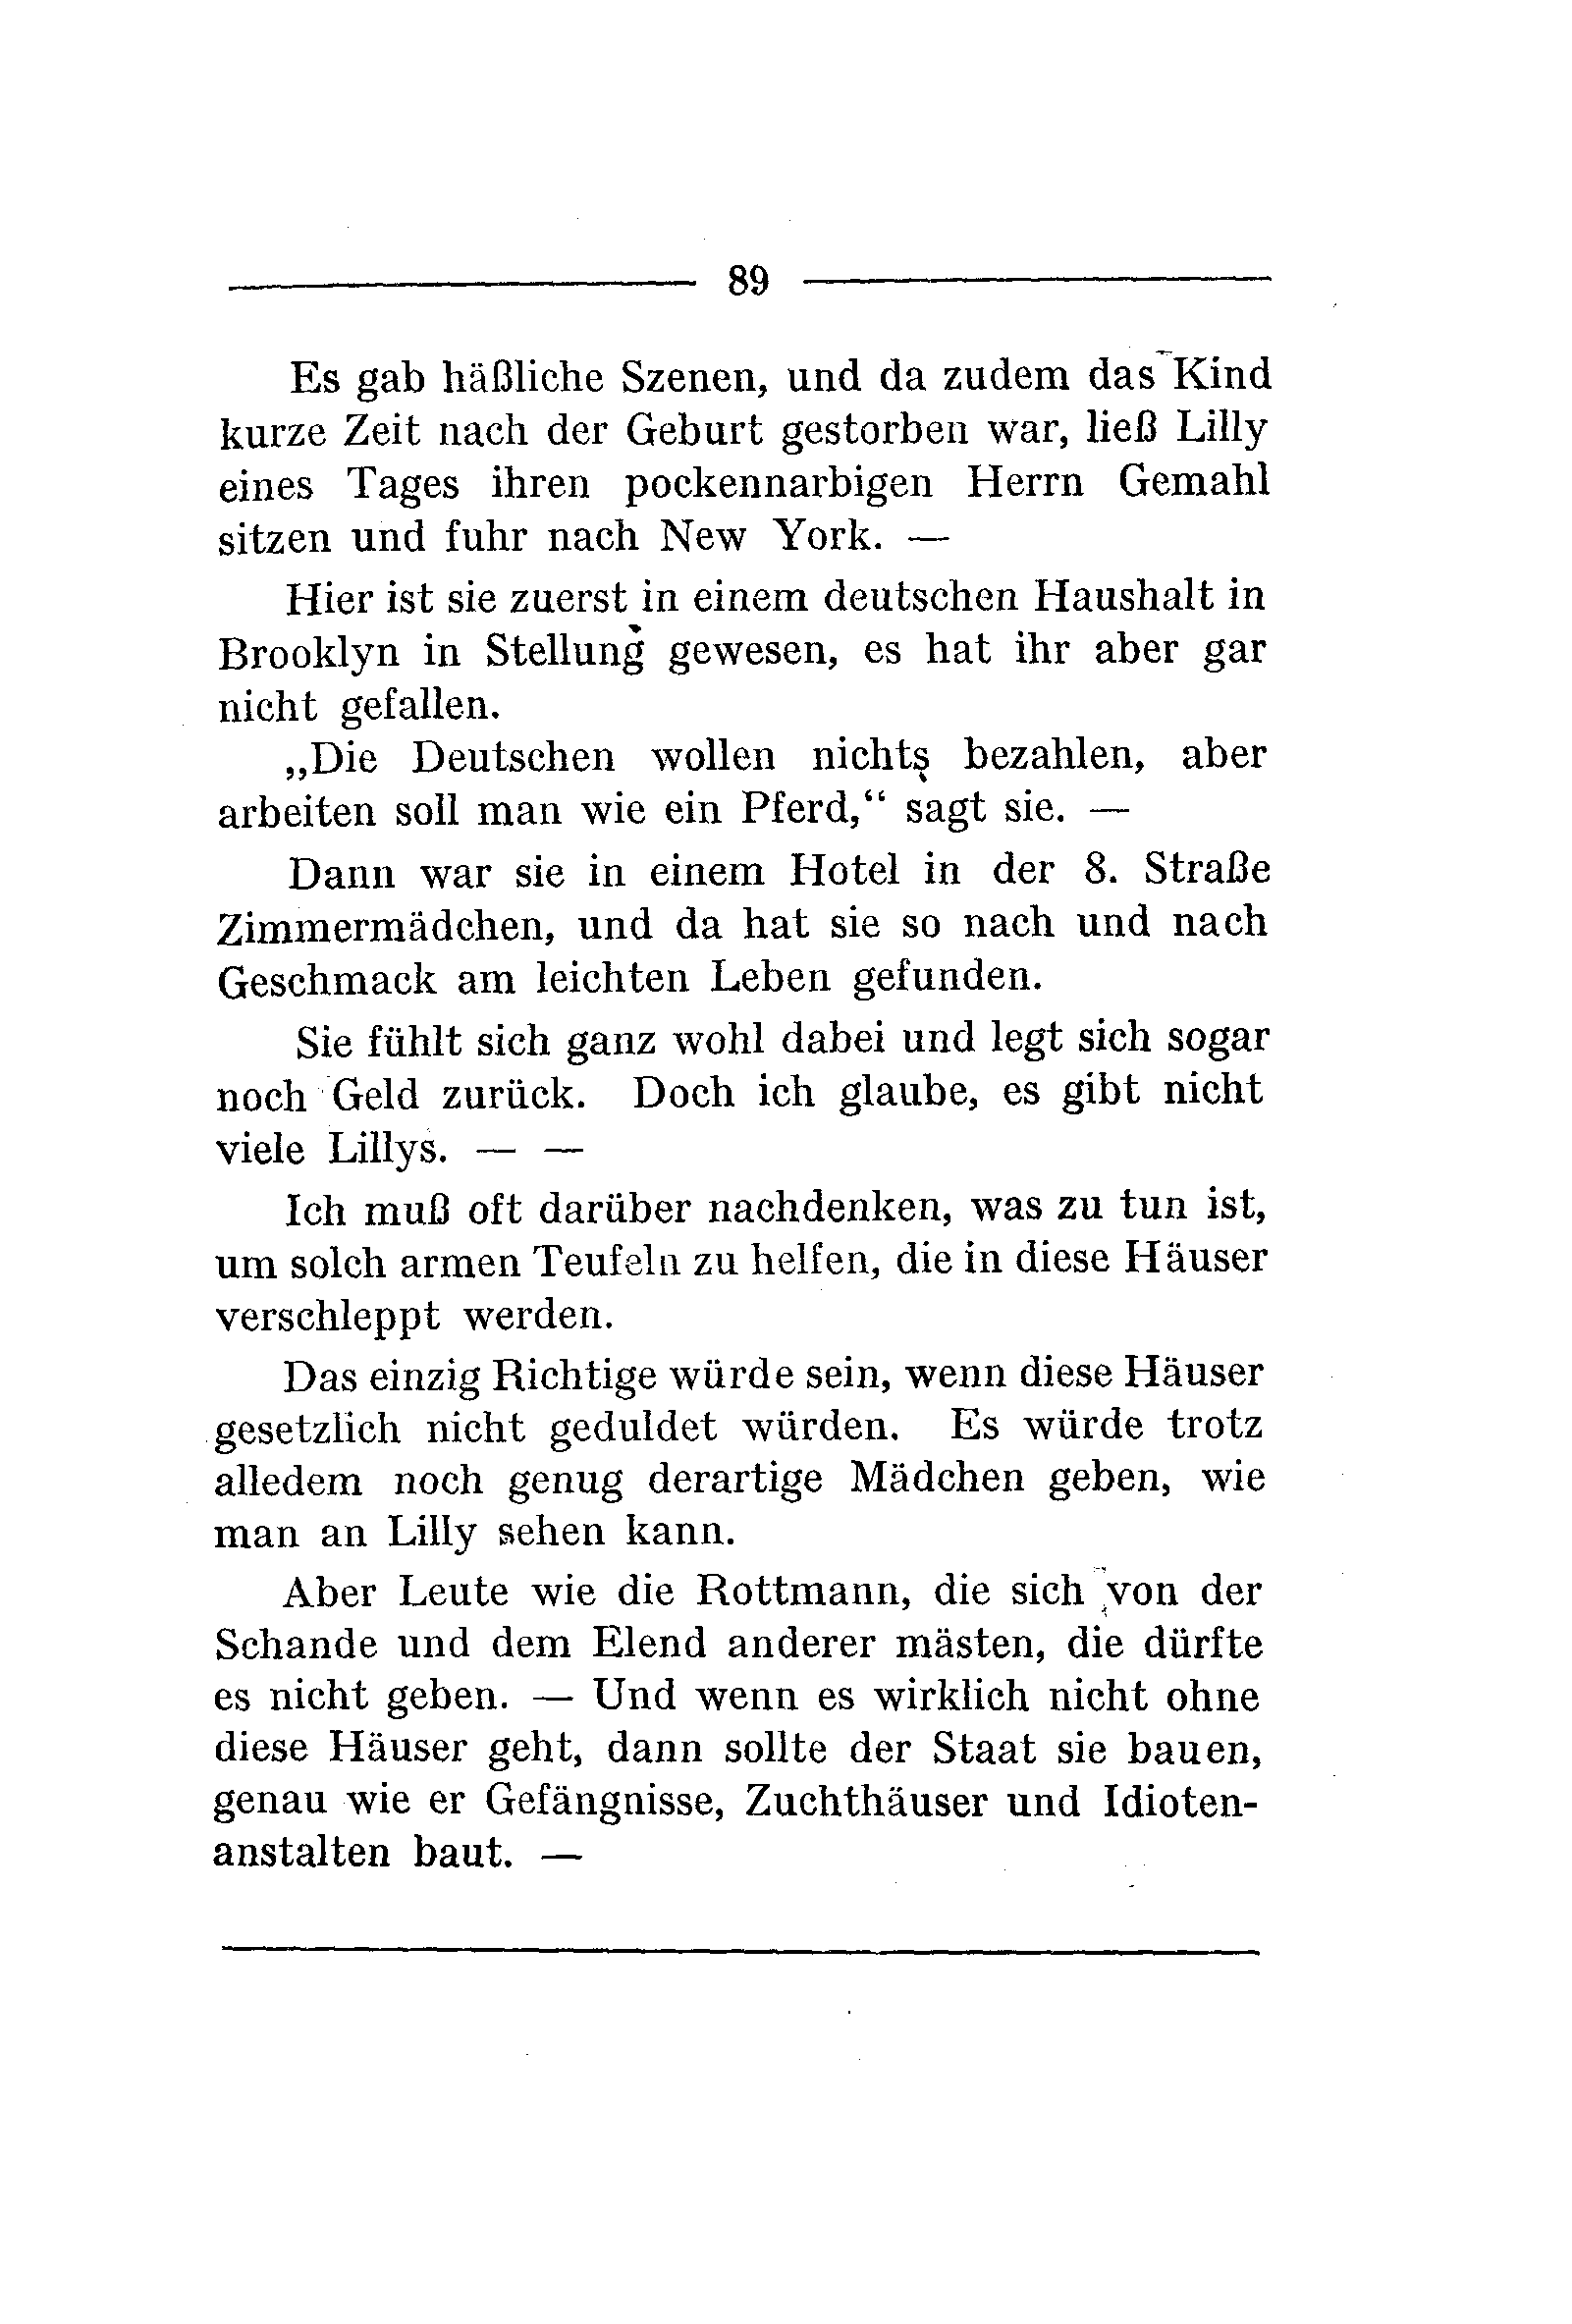 89
Es gab häßliche Szenen, und da zudem das Kind
kurze Zeit nach der Geburt gestorben war, ließ Lilly
eines Tages ihren pockennarbigen Herrn Gemahl
sitzen und fuhr nach New York. —
Hier ist sie zuerst in einem deutschen Haushalt in
Brooklyn in Stellung gewesen, es hat ihr aber gar
nicht gefallen.
„Die Deutschen wollen nichts bezahlen, aber
arbeiten soll man wie ein Pferd,“ sagt sie. —
Dann war sie in einem Hotel in der 8. Straße
Zimmermädchen, und da hat sie so nach und nach
Geschmack am leichten Leben gefunden.
Sie fühlt sich ganz wohl dabei und legt sich sogar
noch Geld zurück. Doch ich glaube, es gibt nicht
viele Lillys. — —
Ich muß oft darüber nachdenken, was zu tun ist,
um solch armen Teufeln zu helfen, die in diese Häuser
verschleppt werden.
Das einzig Richtige würde sein, wenn diese Häuser
gesetzlich nicht geduldet würden. Es würde trotz
alledem noch genug derartige Mädchen geben, wie
man an Lilly sehen kann.
Aber Leute wie die Rottmann, die sich von der
Schande und dem Elend anderer mästen, die dürfte
es nicht geben. — Und wenn es wirklich nicht ohne
diese Häuser geht, dann sollte der Staat sie bauen,
genau wie er Gefängnisse, Zuchthäuser und Idioten-
anstalten baut. —